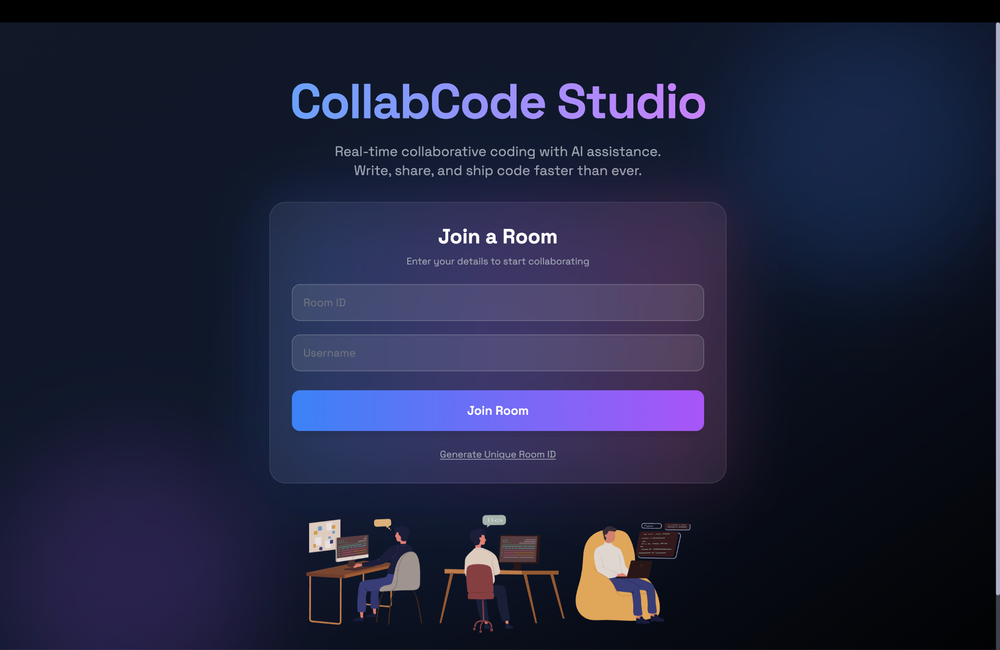 CollabCode Studio
Real-time collaborative coding with AI assistance.
Write, share, and ship code faster than ever.
Join a Room
Enter your details to start collaborating
Room ID
Username
Join Room
Generate Unique Room ID
( ) </>
</>...
</>...